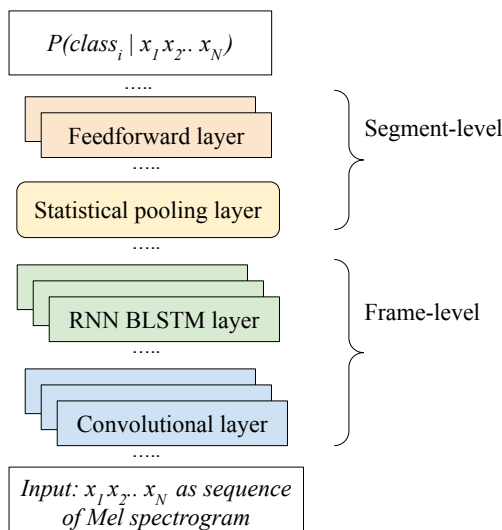 P(class_i | x_1 x_2.. x_N)
.....
Feedforward layer
Segment-level
.....
Statistical pooling layer
.....
RNN BLSTM layer
Frame-level
.....
Convolutional layer
.....
Input: x_1 x_2.. x_N as sequence
of Mel spectrogram